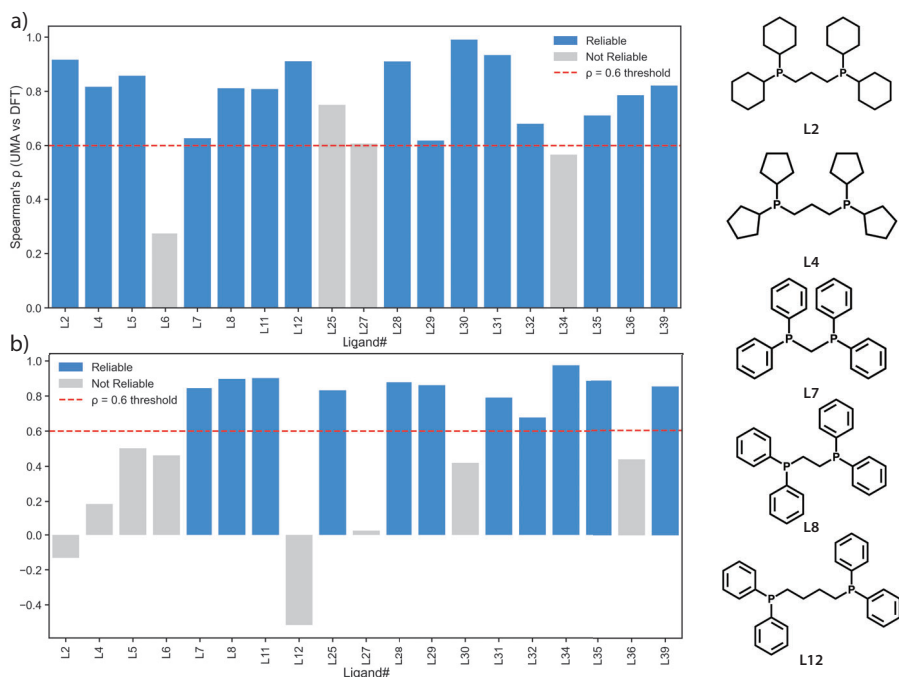 a)
Spearman's ρ (UMA vs DFT)
1.0
0.8
0.6
0.4
0.2
0.0
Reliable
Not Reliable
ρ = 0.6 threshold
L2 L4 L5 L6 L7 L8 L11 L12 L25 L27 L28 L29 L30 L31 L32 L34 L35 L36 L39
Ligand#
b)
1.0
0.8
0.6
0.4
0.2
0.0
−0.2
−0.4
Reliable
Not Reliable
ρ = 0.6 threshold
L2 L4 L5 L6 L7 L8 L11 L12 L25 L27 L28 L29 L30 L31 L32 L34 L35 L36 L39
Ligand#
P P
L2
P P
L4
P P
L7
P P
L8
P P
L12